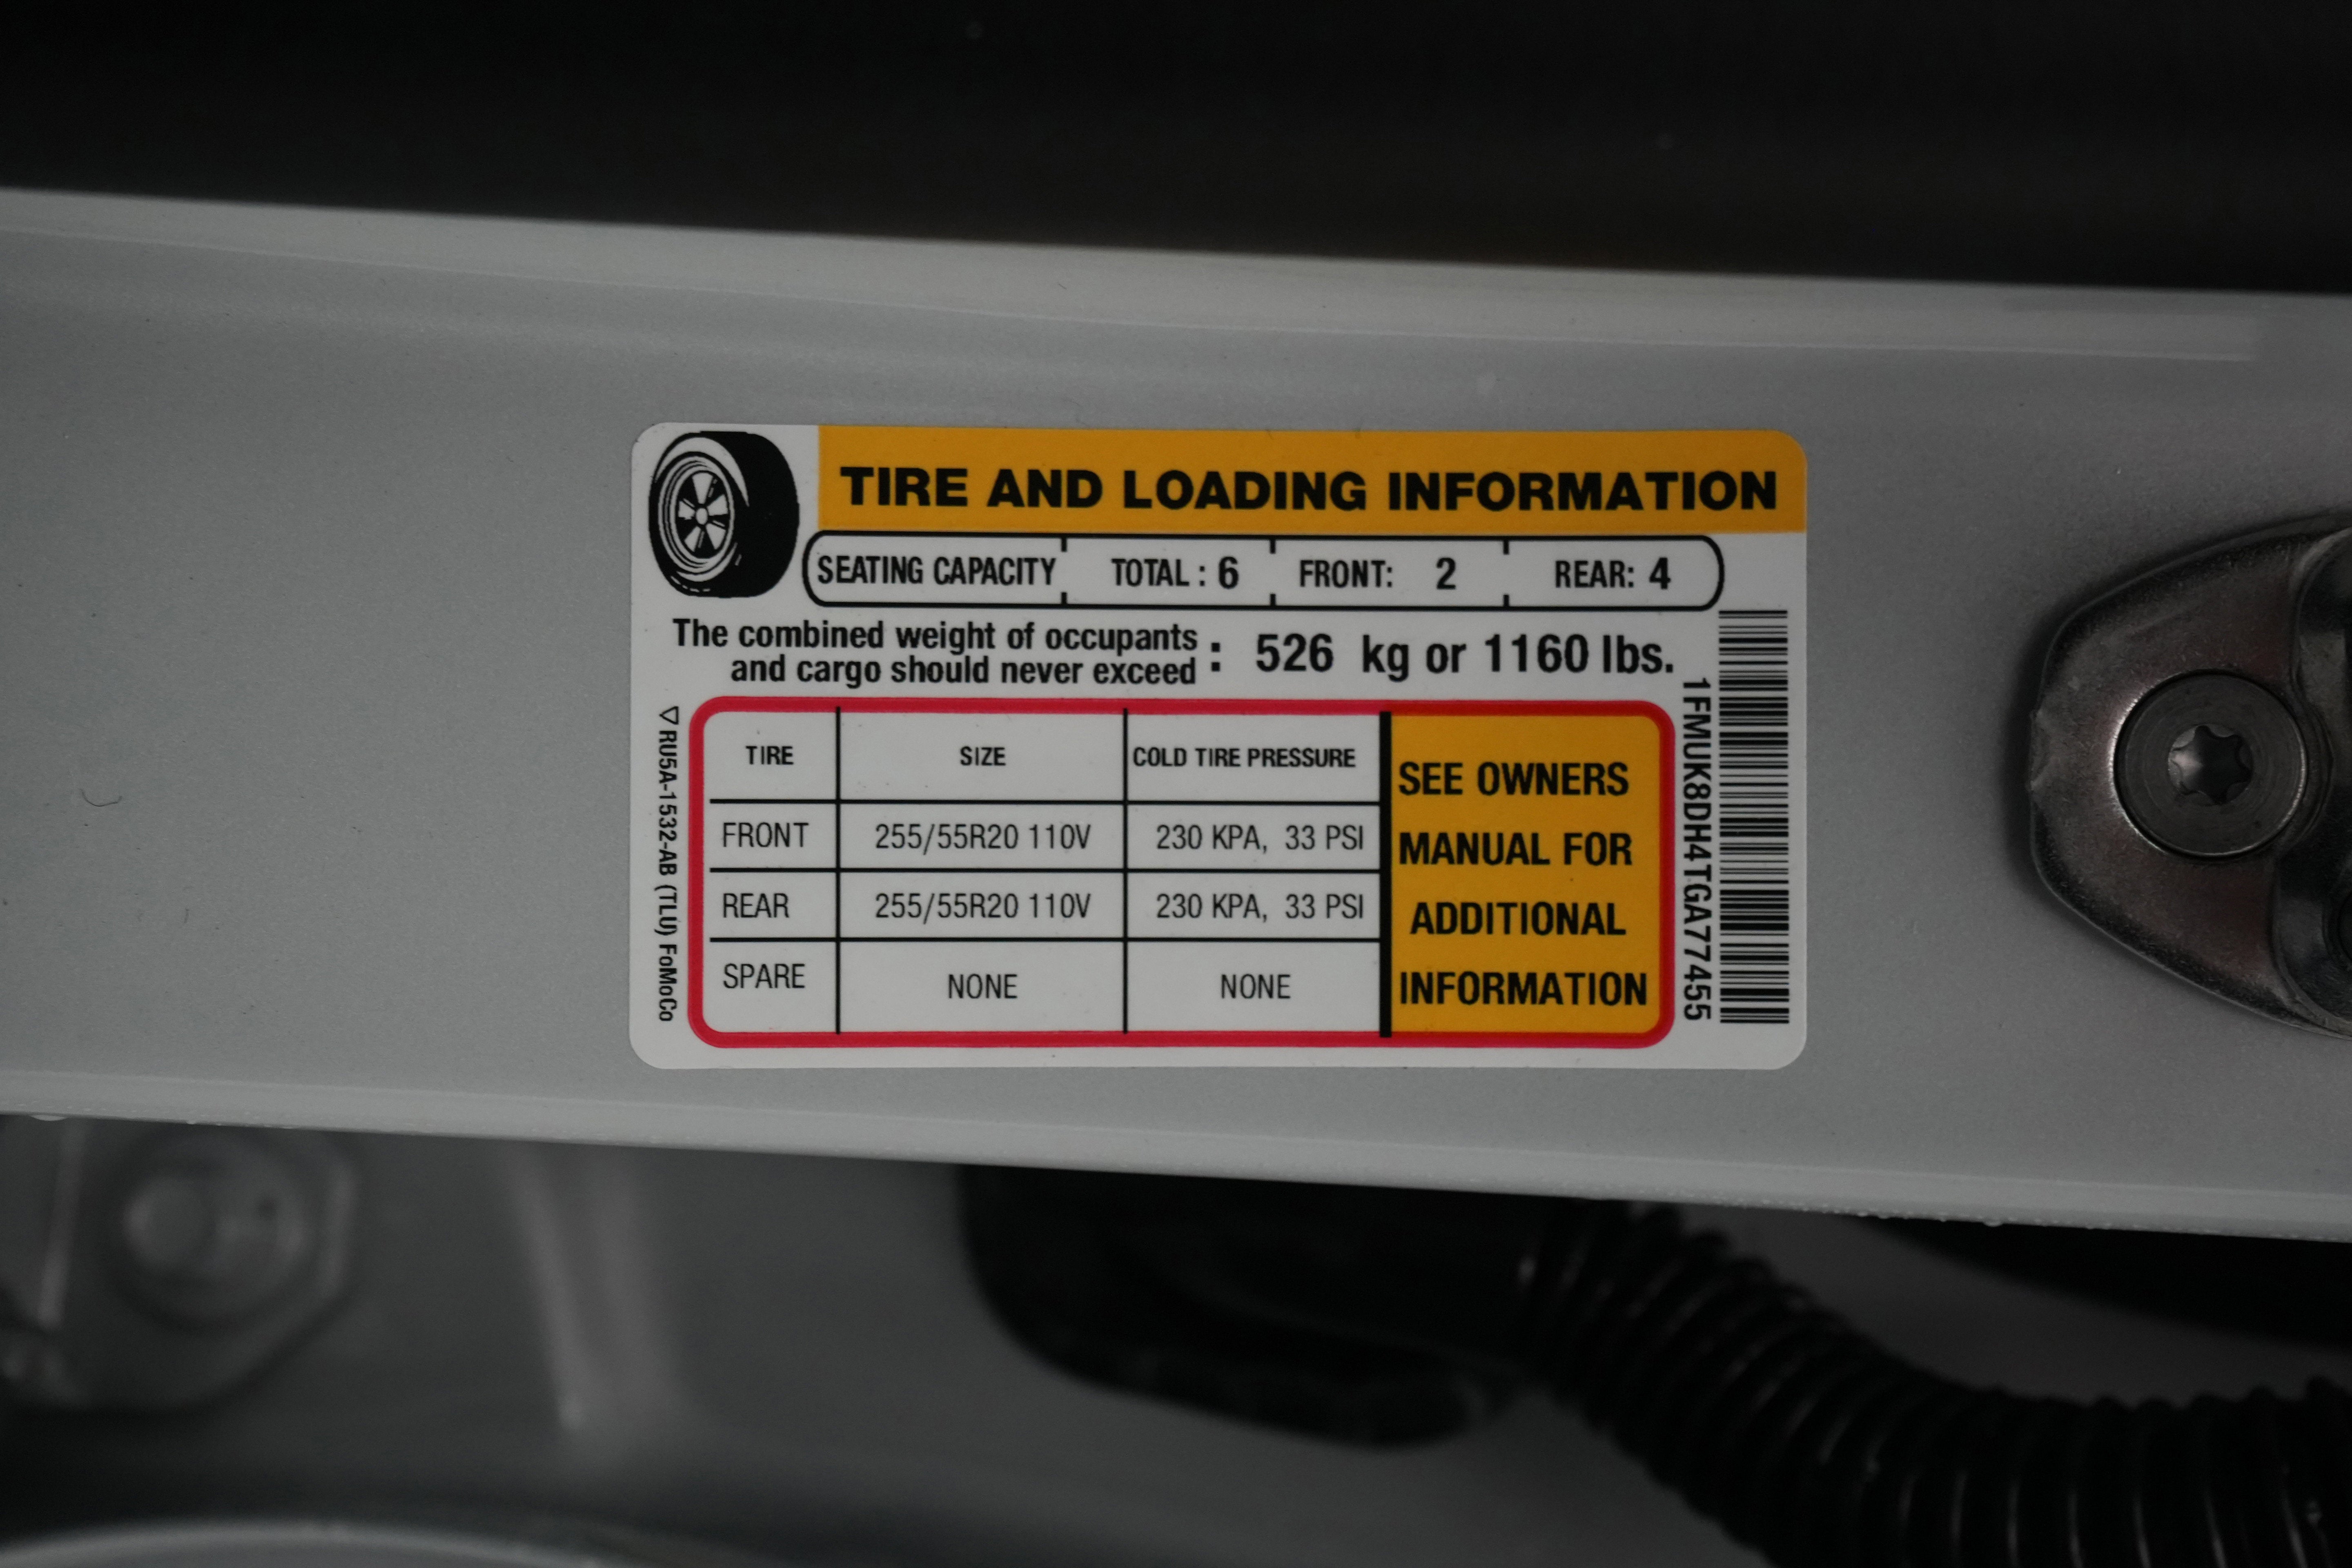 TIRE AND LOADING INFORMATION
SEATING CAPACITY TOTAL : 6 FRONT: 2 REAR: 4
The combined weight of occupants
and cargo should never exceed : 526 kg or 1160 lbs.
TIRE SIZE COLD TIRE PRESSURE
FRONT 255/55R20 110V 230 KPA, 33 PSI
REAR 255/55R20 110V 230 KPA, 33 PSI
SPARE NONE NONE
SEE OWNERS
MANUAL FOR
ADDITIONAL
INFORMATION
1FMUK8DH4TGA77455
RU5A-1532-AB (TLU) FoMoCo